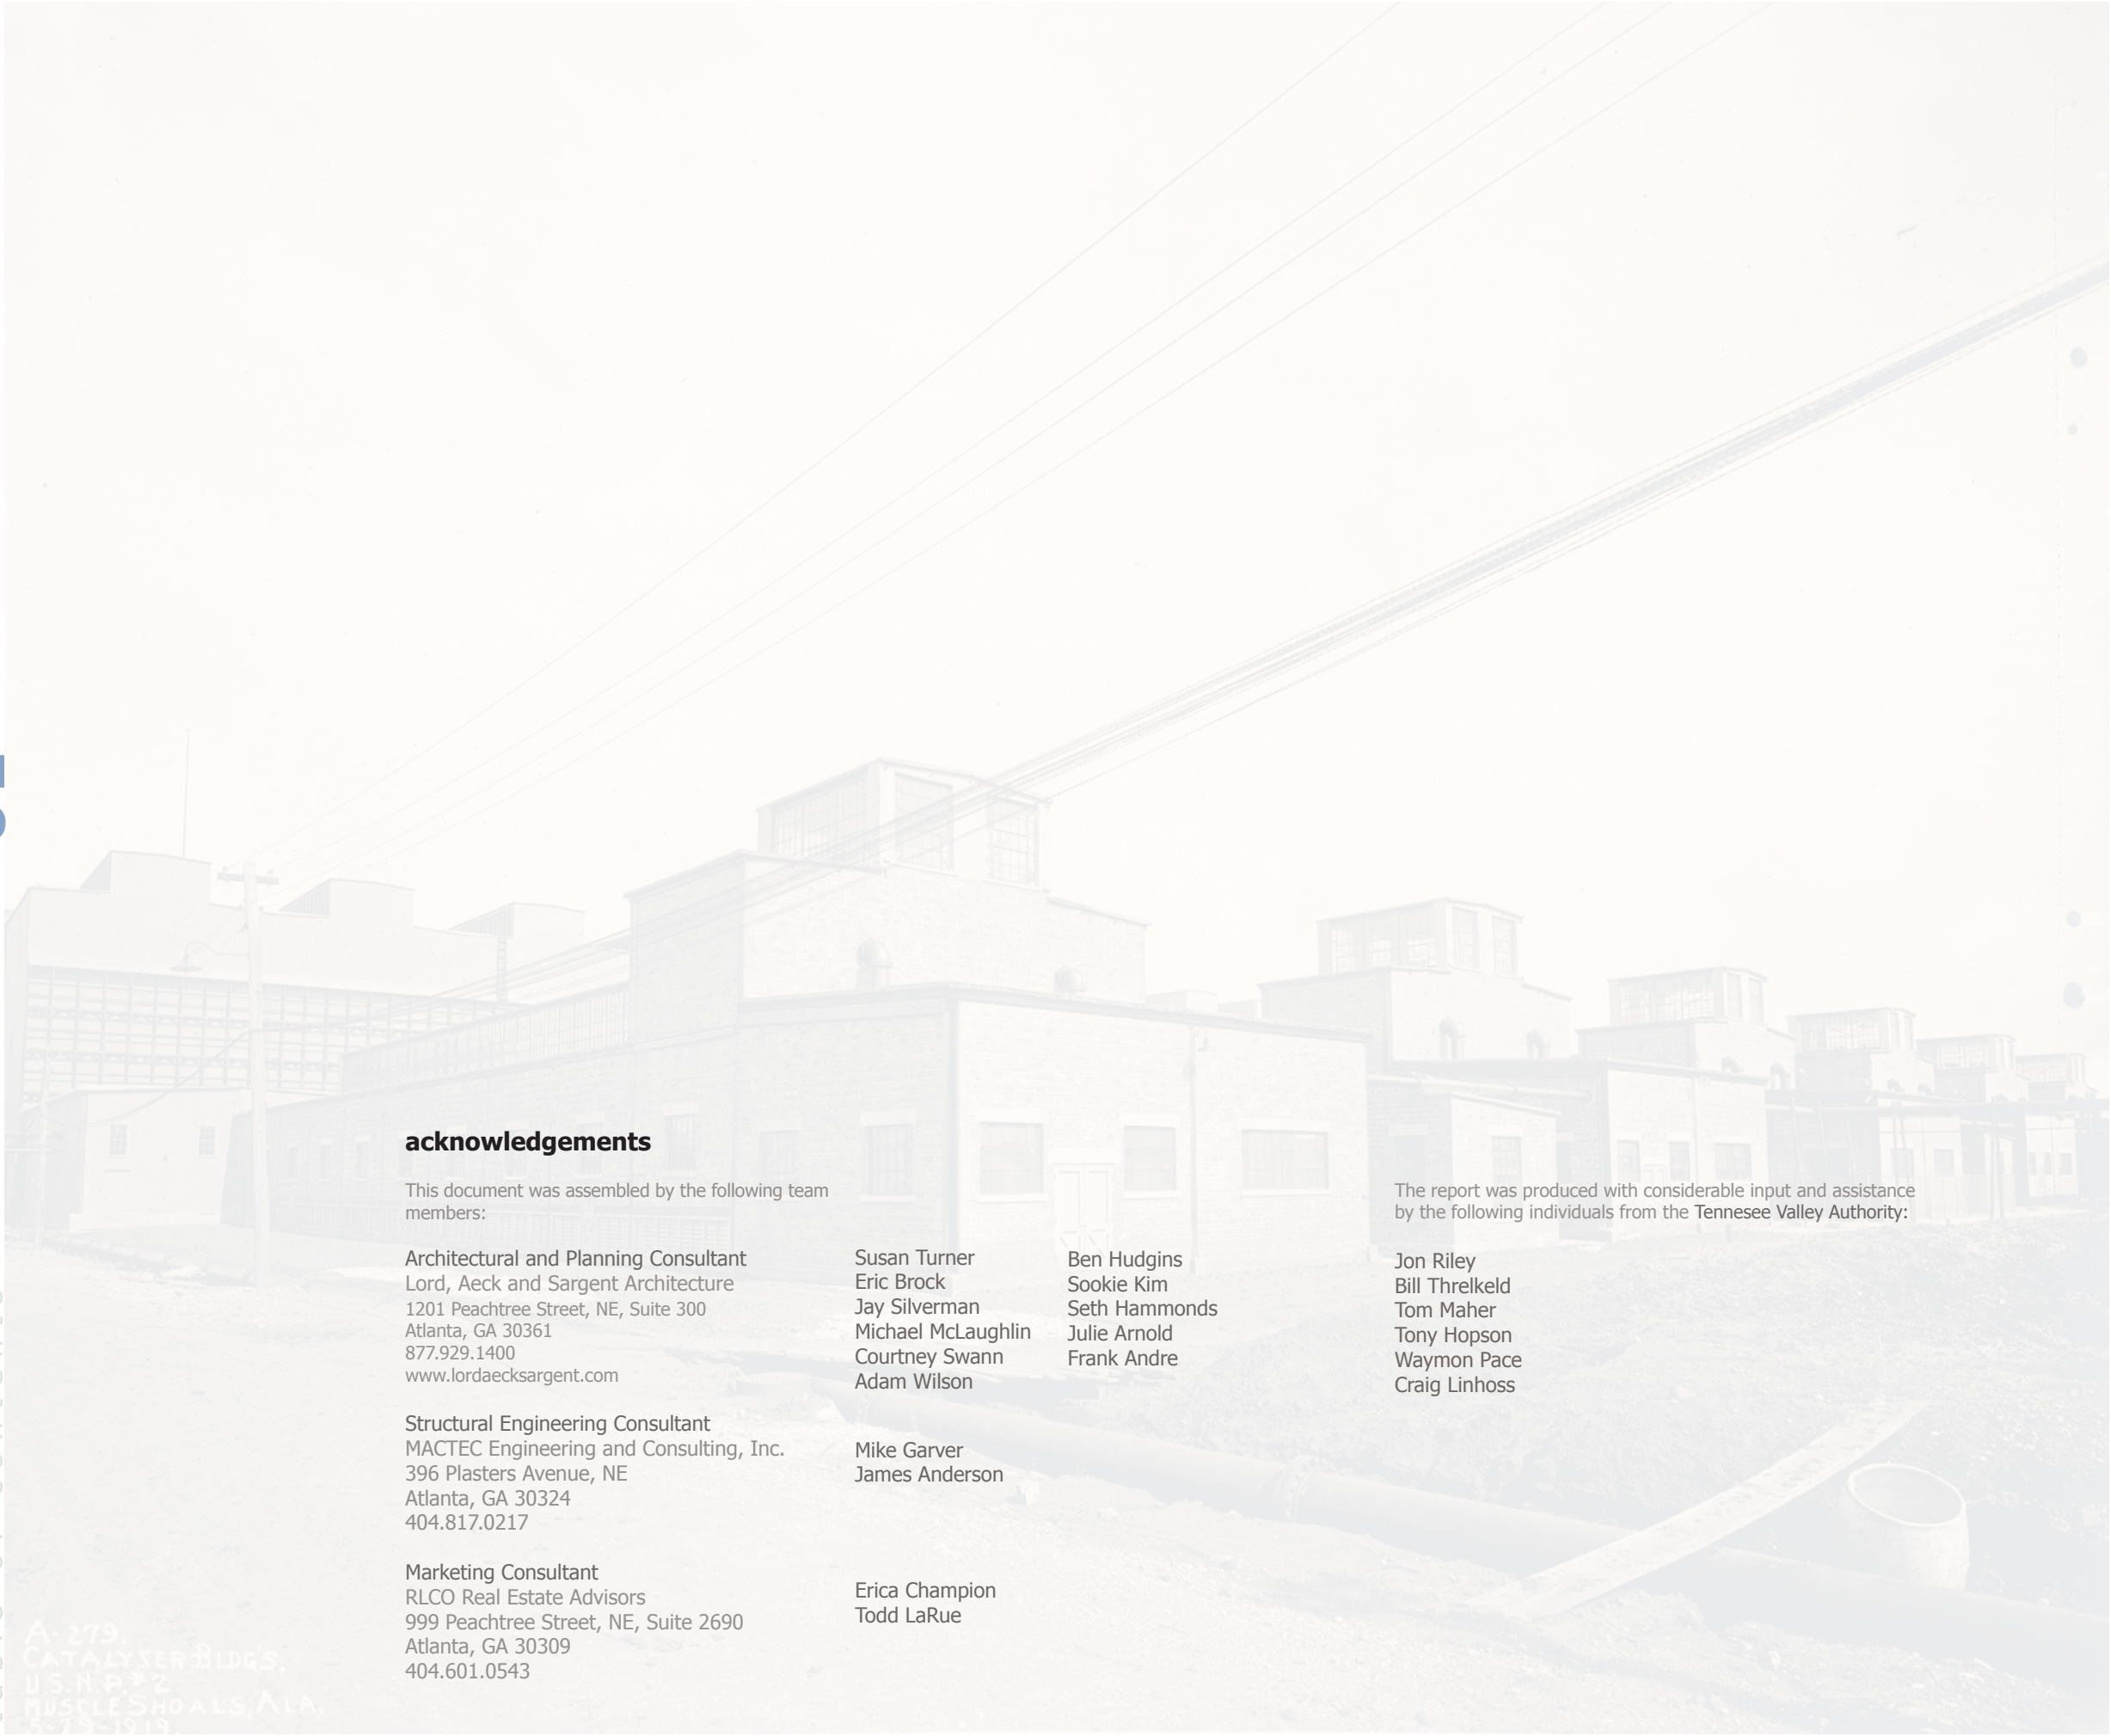 acknowledgements
This document was assembled by the following team
members:
Architectural and Planning Consultant
Lord, Aeck and Sargent Architecture
1201 Peachtree Street, NE, Suite 300
Atlanta, GA 30361
877.929.1400
www.lordaecksargent.com
Susan Turner
Eric Brock
Jay Silverman
Michael McLaughlin
Courtney Swann
Adam Wilson
Ben Hudgins
Sookie Kim
Seth Hammonds
Julie Arnold
Frank Andre
Structural Engineering Consultant
MACTEC Engineering and Consulting, Inc.
396 Plasters Avenue, NE
Atlanta, GA 30324
404.817.0217
Mike Garver
James Anderson
Marketing Consultant
RLCO Real Estate Advisors
999 Peachtree Street, NE, Suite 2690
Atlanta, GA 30309
404.601.0543
Erica Champion
Todd LaRue
The report was produced with considerable input and assistance
by the following individuals from the Tennesee Valley Authority:
Jon Riley
Bill Threlkeld
Tom Maher
Tony Hopson
Waymon Pace
Craig Linhoss
A-279.
CATALYSER BLDG'S.
U.S.N.P. #2
MUSCLE SHOALS, ALA.
5-29-1919